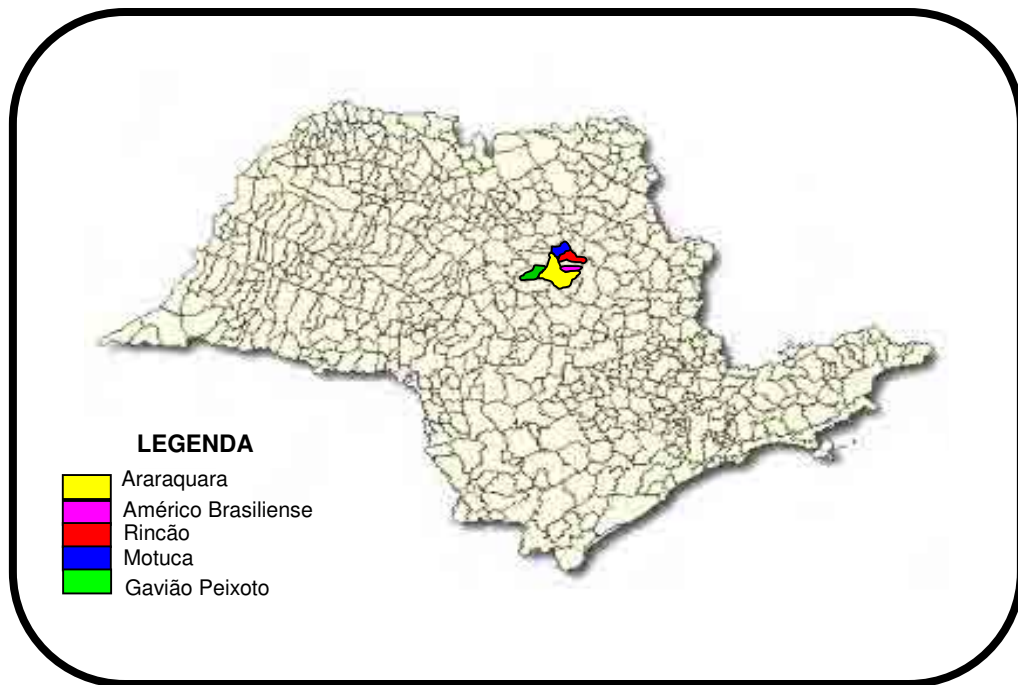 LEGENDA
Araraquara
Américo Brasiliense
Rincão
Motuca
Gavião Peixoto